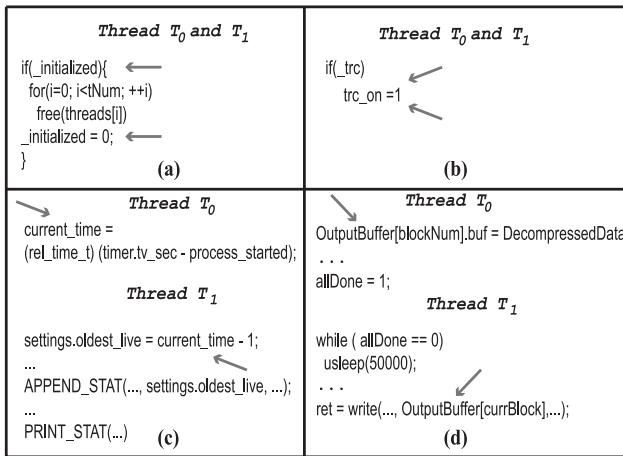 Thread T0 and T1
if(_initialized){
for(i=0; i<tNum; ++i)
free(threads[i])
_initialized = 0;
}
(a)
Thread T0 and T1
if(_trc)
trc_on =1
(b)
Thread T0
current_time =
(rel_time_t) (timer.tv_sec - process_started);
Thread T1
settings.oldest_live = current_time - 1;
...
APPEND_STAT(..., settings.oldest_live, ...);
...
PRINT_STAT(...)
(c)
Thread T0
OutputBuffer[blockNum].buf = DecompressedData
. . .
allDone = 1;
Thread T1
while ( allDone == 0)
usleep(50000);
. . .
ret = write(..., OutputBuffer[currBlock],...);
(d)